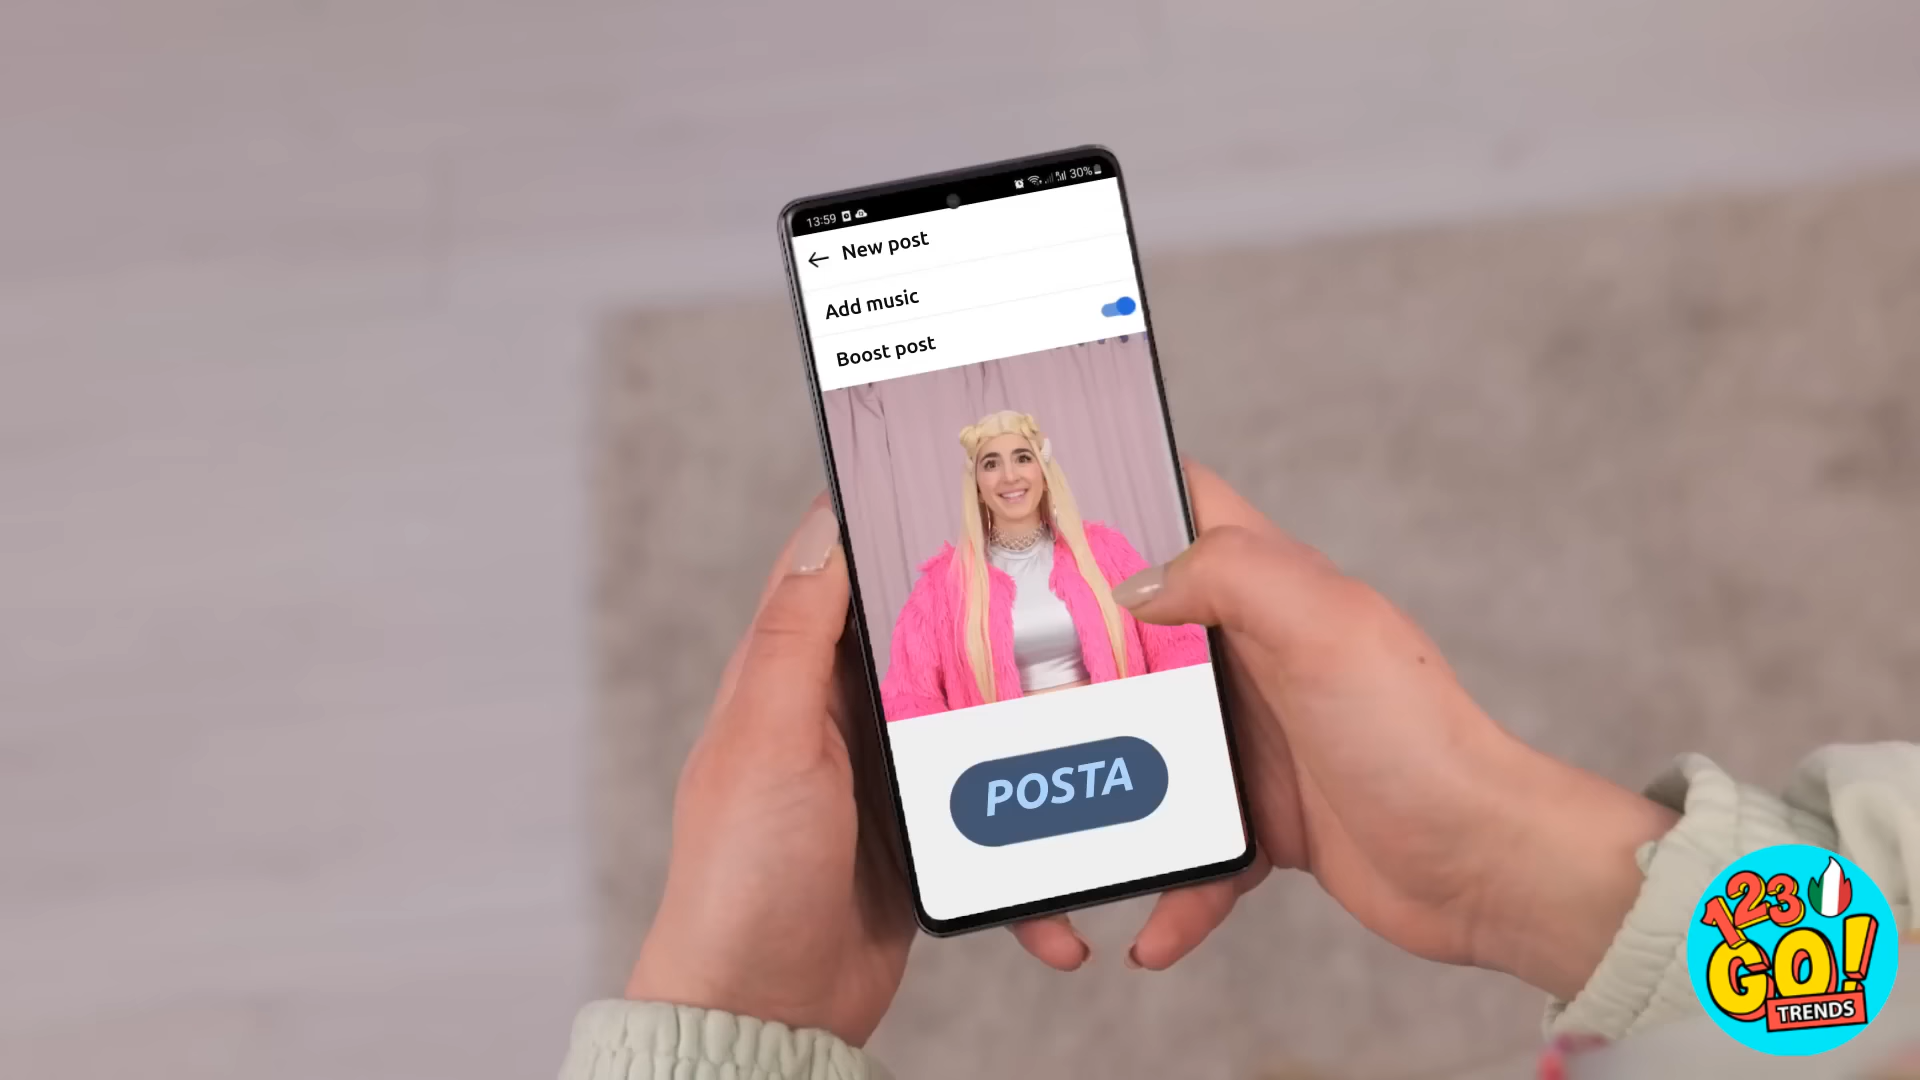 13:59
30%
New post
Add music
Boost post
POSTA
123
GO!
TRENDS